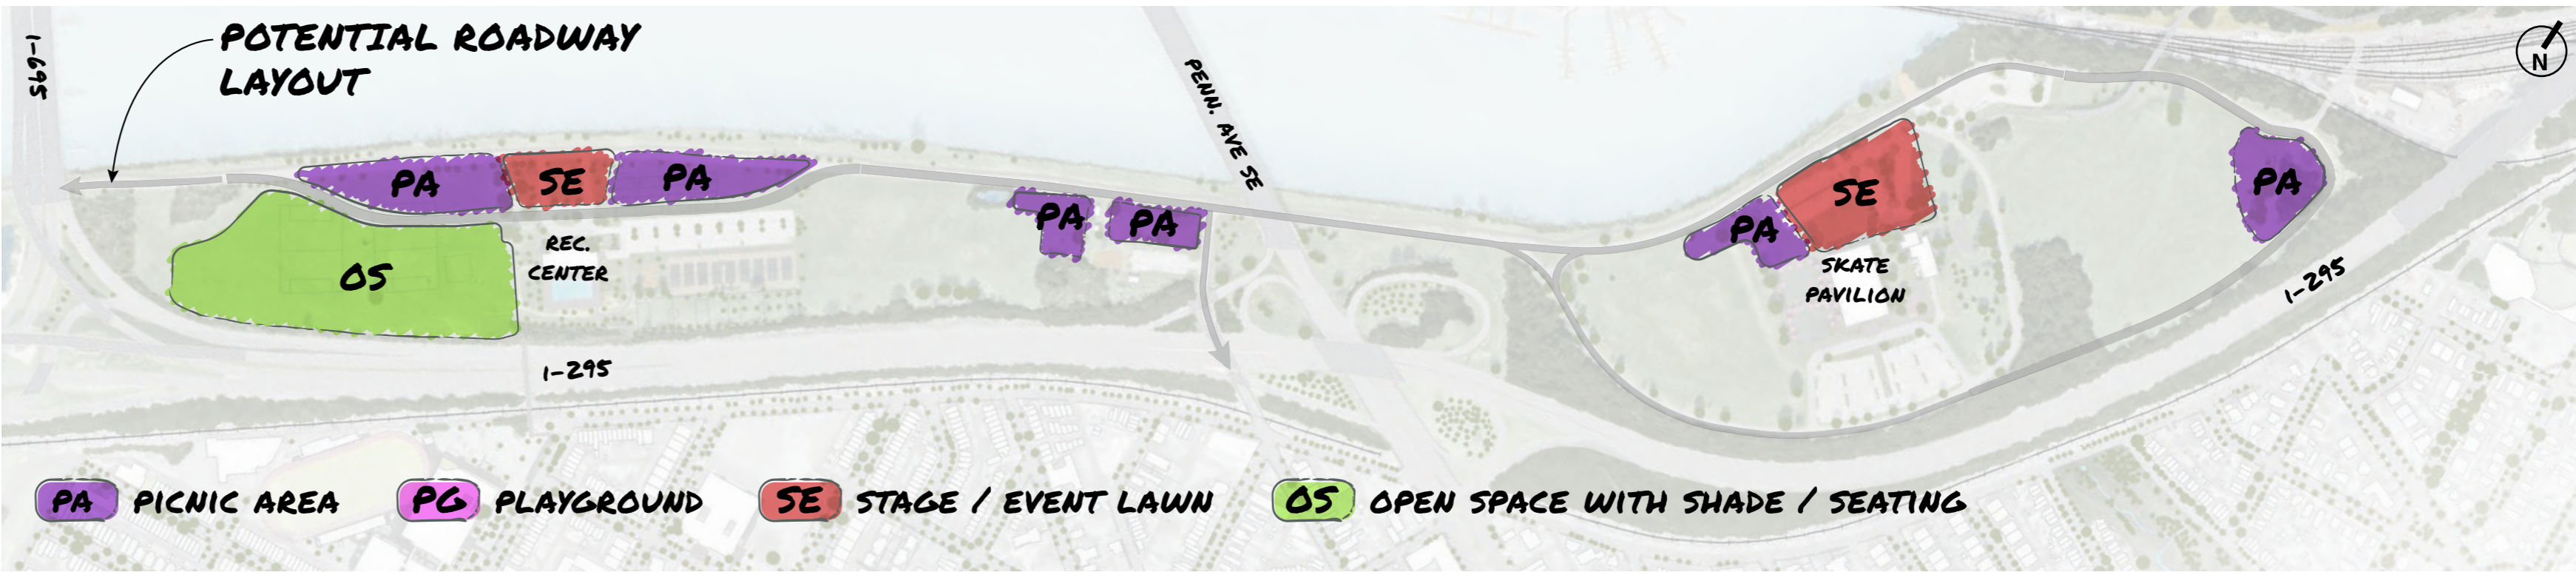 POTENTIAL ROADWAY
LAYOUT
I-695
PENN. AVE SE
N
PA
SE
PA
OS
REC.
CENTER
PA
PA
PA
SE
SKATE
PAVILION
PA
I-295
I-295
PA PICNIC AREA
PG PLAYGROUND
SE STAGE / EVENT LAWN
OS OPEN SPACE WITH SHADE / SEATING